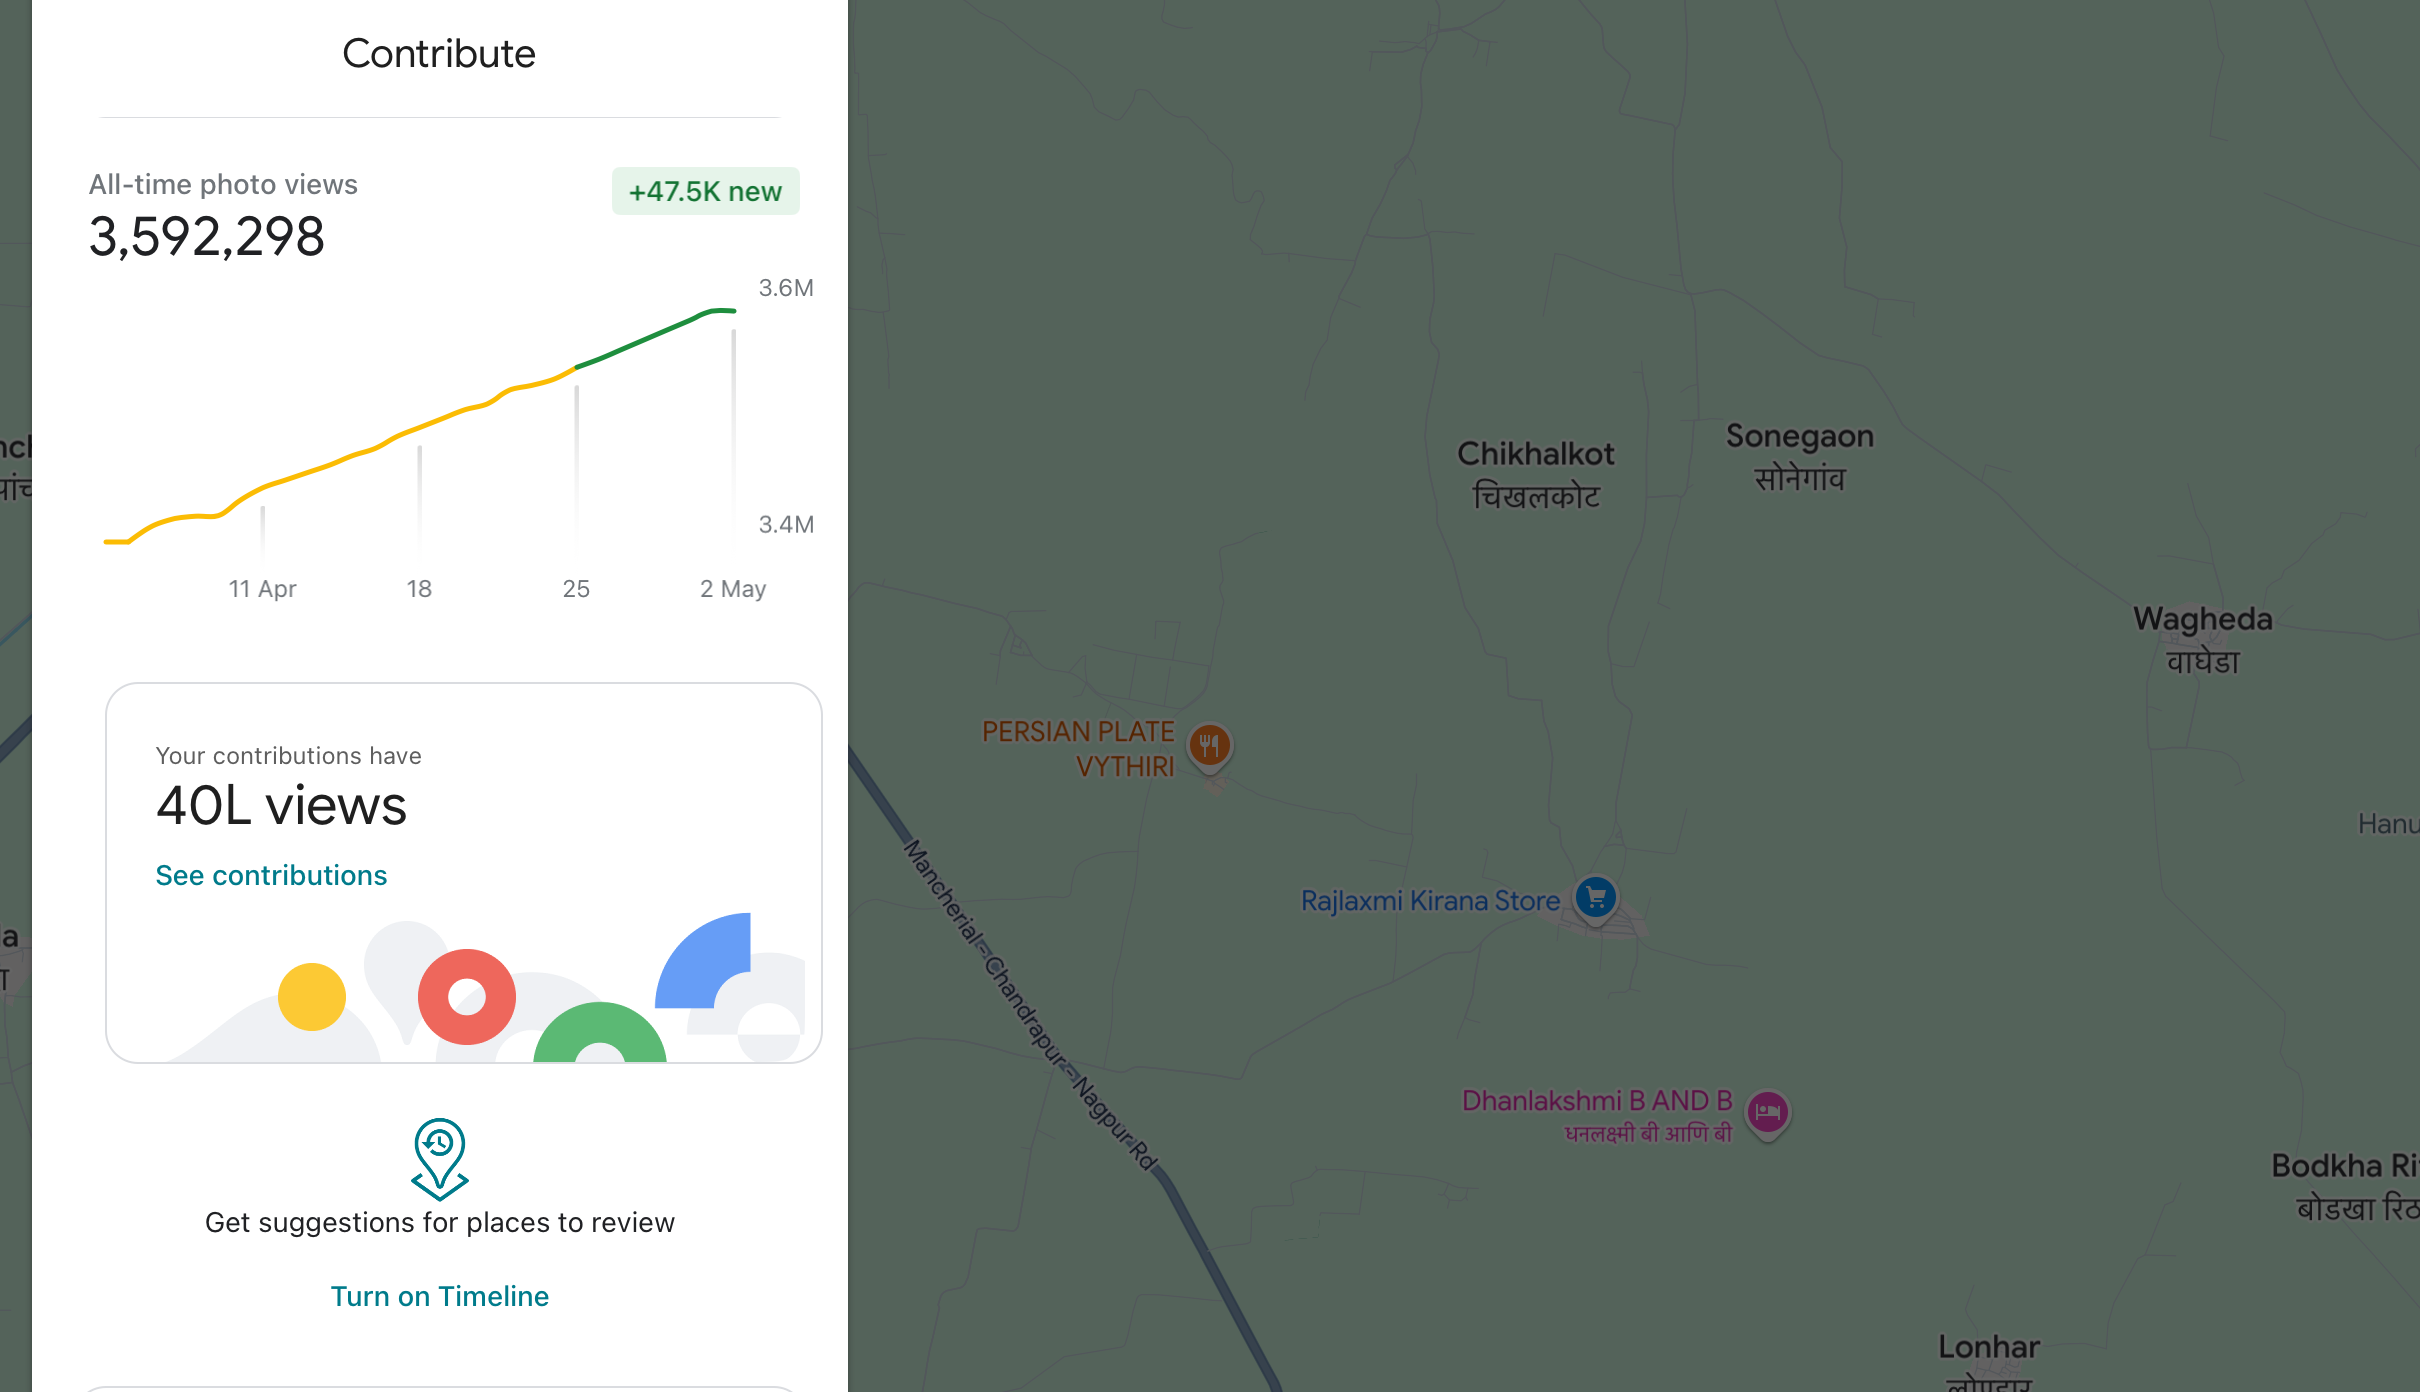 Contribute
All-time photo views
+47.5K new
3,592,298
3.6M
3.4M
11 Apr
18
25
2 May
Your contributions have
40L views
See contributions
Get suggestions for places to review
Turn on Timeline
Chikhalkot
चिखलकोट
Sonegaon
सोनेगांव
Wagheda
वाघेडा
PERSIAN PLATE
VYTHIRI
Hanu
Rajlaxmi Kirana Store
Mancherial - Chandrapur - Nagpur Rd
Dhanlakshmi B AND B
धनलक्ष्मी बी आणि बी
Bodkha Ri
बोडखा रिठ
Lonhar